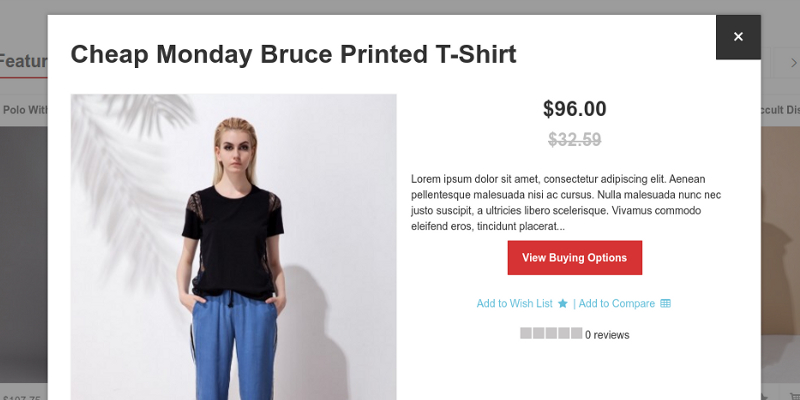 Cheap Monday Bruce Printed T-Shirt
×
Featur
Polo With
ccult Dis
$96.00
$32.59
Lorem ipsum dolor sit amet, consectetur adipiscing elit. Aenean
pellentesque malesuada nisi ac cursus. Nulla malesuada nunc nec
justo suscipit, a ultricies libero scelerisque. Vivamus commodo
eleifend eros, tincidunt placerat...
View Buying Options
Add to Wish List | Add to Compare
0 reviews